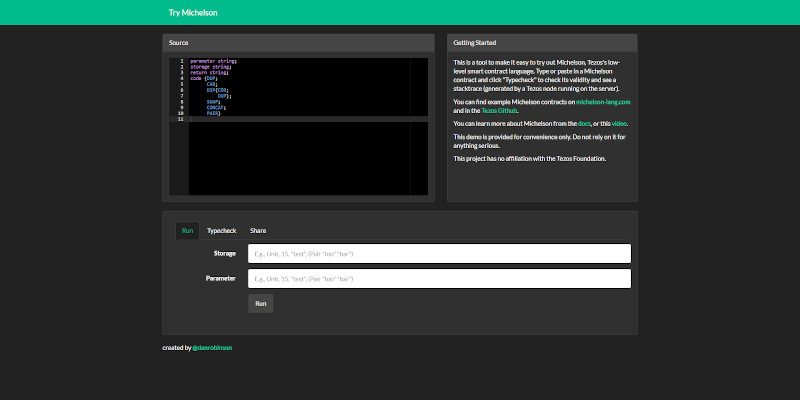 Try Michelson
Source
1 parameter string;
2 storage string;
3 return string;
4 code {DUP;
5 CAR;
6 DIP{CDR;
7 DUP};
8 SWAP;
9 CONCAT;
10 PAIR}
11
Getting Started
This is a tool to make it easy to try out Michelson, Tezos's low-
level smart contract language. Type or paste in a Michelson
contract and click "Typecheck" to check its validity and see a
stacktrace (generated by a Tezos node running on the server).
You can find example Michelson contracts on michelson-lang.com
and in the Tezos Github.
You can learn more about Michelson from the docs, or this video.
This demo is provided for convenience only. Do not rely on it for
anything serious.
This project has no affiliation with the Tezos Foundation.
Run Typecheck Share
Storage E.g., Unit, 15, "test", (Pair "foo" "bar")
Parameter E.g., Unit, 15, "test", (Pair "foo" "bar")
Run
created by @danrobinson